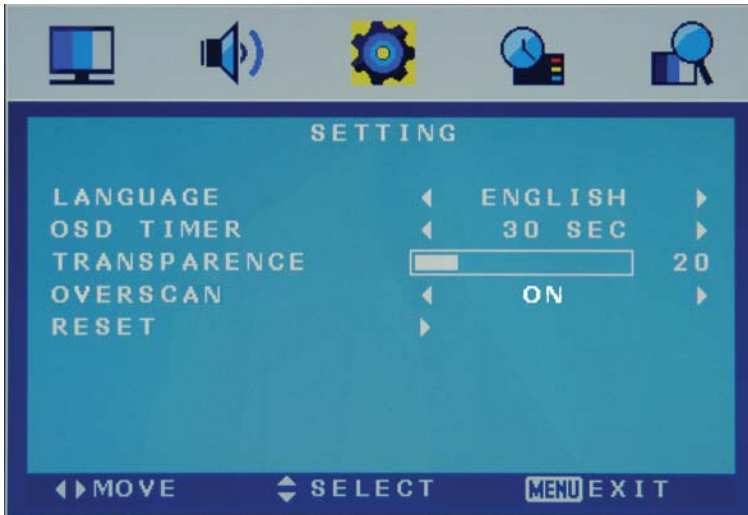 SETTING
LANGUAGE ENGLISH
OSD TIMER 30 SEC
TRANSPARENCE 20
OVERSCAN ON
RESET
MOVE SELECT MENU EXIT